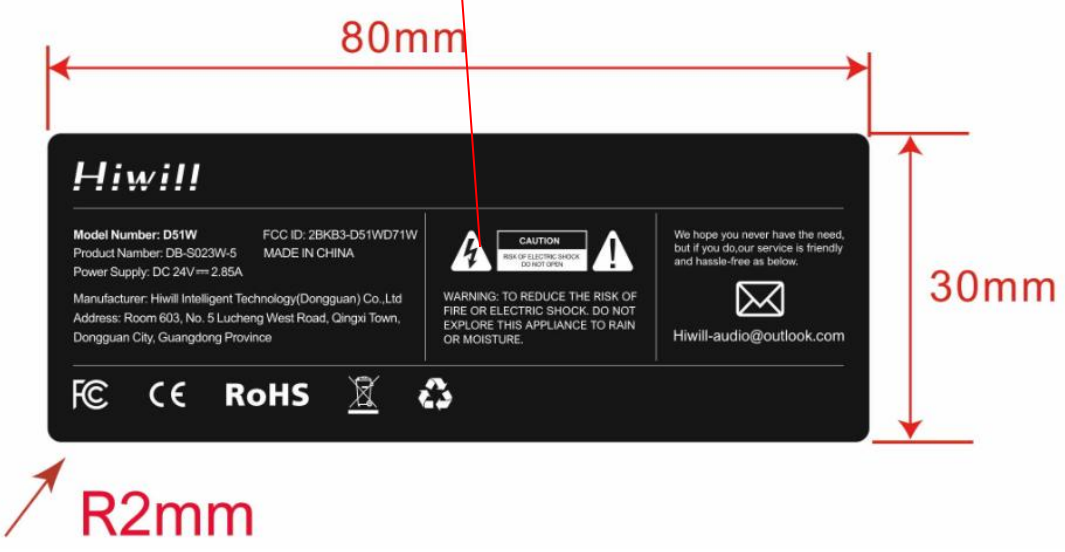 80mm
Hiwill
Model Number: D51W
FCC ID: 2BKB3-D51WD71W
Product Namber: DB-S023W-5
MADE IN CHINA
Power Supply: DC 24V⎓2.85A
Manufacturer: Hiwill Intelligent Technology(Dongguan) Co.,Ltd
Address: Room 603, No. 5 Lucheng West Road, Qingxi Town,
Dongguan City, Guangdong Province
CAUTION
RISK OF ELECTRIC SHOCK
DO NOT OPEN
WARNING: TO REDUCE THE RISK OF
FIRE OR ELECTRIC SHOCK. DO NOT
EXPLORE THIS APPLIANCE TO RAIN
OR MOISTURE.
We hope you never have the need,
but if you do,our service is friendly
and hassle-free as below.
Hiwill-audio@outlook.com
30mm
FC CE RoHS
R2mm